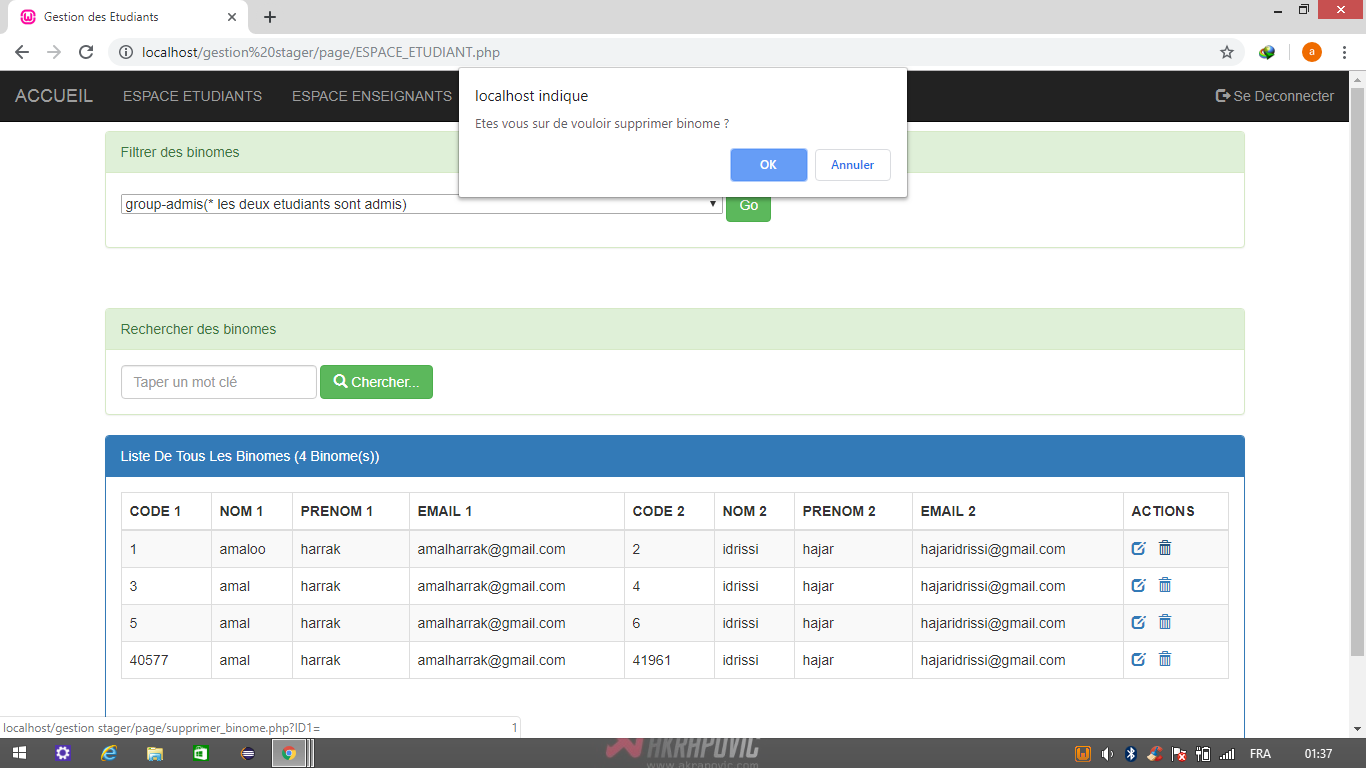 Gestion des Etudiants
localhost/gestion%20stager/page/ESPACE_ETUDIANT.php
a
ACCUEIL ESPACE ETUDIANTS ESPACE ENSEIGNANTS Se Deconnecter
localhost indique
Etes vous sur de vouloir supprimer binome ?
OK Annuler
Filtrer des binomes
group-admis(* les deux etudiants sont admis) Go
Rechercher des binomes
Taper un mot clé Chercher...
Liste De Tous Les Binomes (4 Binome(s))
CODE 1 NOM 1 PRENOM 1 EMAIL 1 CODE 2 NOM 2 PRENOM 2 EMAIL 2 ACTIONS
1 amaloo harrak amalharrak@gmail.com 2 idrissi hajar hajaridrissi@gmail.com
3 amal harrak amalharrak@gmail.com 4 idrissi hajar hajaridrissi@gmail.com
5 amal harrak amalharrak@gmail.com 6 idrissi hajar hajaridrissi@gmail.com
40577 amal harrak amalharrak@gmail.com 41961 idrissi hajar hajaridrissi@gmail.com
localhost/gestion stager/page/supprimer_binome.php?ID1= 1
AKRAPOVIC
www.akrapovic.com
FRA 01:37